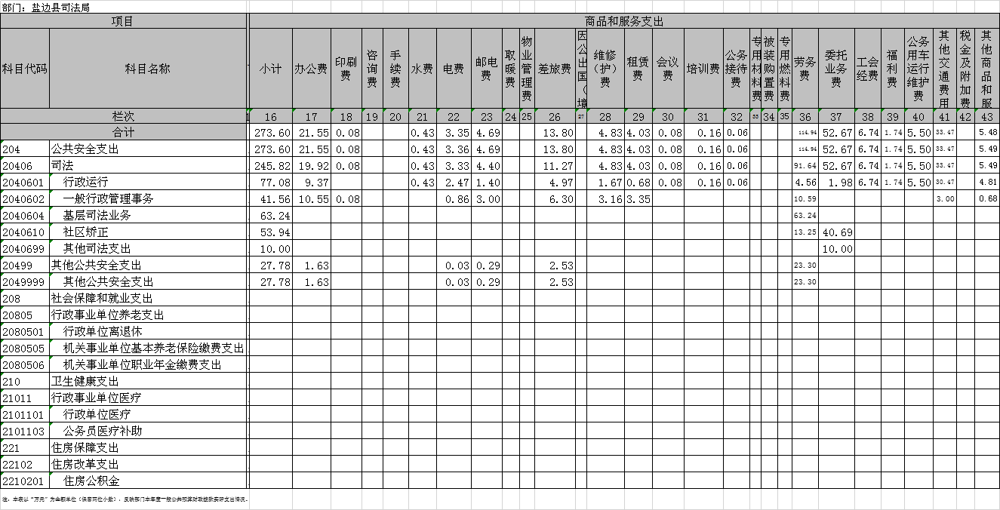 部门：盐边县司法局
项目 商品和服务支出
科目代码 科目名称 小计 办公费 印刷费 咨询费 手续费 水费 电费 邮电费 取暖费 物业管理费 差旅费 因公出国（境 维修（护）费 租赁费 会议费 培训费 公务接待费 专用材料费 被装购置费 专用燃料费 劳务费 委托业务费 工会经费 福利费 公务用车运行维护费 其他交通费用 税金及附加费 其他商品和服
栏次 1 16 17 18 19 20 21 22 23 24 25 26 27 28 29 30 31 32 33 34 35 36 37 38 39 40 41 42 43
合计 273.60 21.55 0.08 0.43 3.35 4.69 13.80 4.83 4.03 0.08 0.16 0.06 114.94 52.67 6.74 1.74 5.50 33.47 5.48
204 公共安全支出 273.60 21.55 0.08 0.43 3.36 4.69 13.80 4.83 4.03 0.08 0.16 0.06 114.94 52.67 6.74 1.74 5.50 33.47 5.49
20406 司法 245.82 19.92 0.08 0.43 3.33 4.40 11.27 4.83 4.03 0.08 0.16 0.06 91.64 52.67 6.74 1.74 5.50 33.47 5.49
2040601 行政运行 77.08 9.37 0.43 2.47 1.40 4.97 1.67 0.68 0.08 0.16 0.06 4.56 1.98 6.74 1.74 5.50 30.47 4.81
2040602 一般行政管理事务 41.56 10.55 0.08 0.86 3.00 6.30 3.16 3.35 10.59 3.00 0.68
2040604 基层司法业务 63.24 63.24
2040610 社区矫正 53.94 13.25 40.69
2040699 其他司法支出 10.00 10.00
20499 其他公共安全支出 27.78 1.63 0.03 0.29 2.53 23.30
2049999 其他公共安全支出 27.78 1.63 0.03 0.29 2.53 23.30
208 社会保障和就业支出
20805 行政事业单位养老支出
2080501 行政单位离退休
2080505 机关事业单位基本养老保险缴费支出
2080506 机关事业单位职业年金缴费支出
210 卫生健康支出
21011 行政事业单位医疗
2101101 行政单位医疗
2101103 公务员医疗补助
221 住房保障支出
22102 住房改革支出
2210201 住房公积金
注：本表以“万元”为金额单位（保留两位小数），反映部门本年度一般公共预算财政拨款实际支出情况。